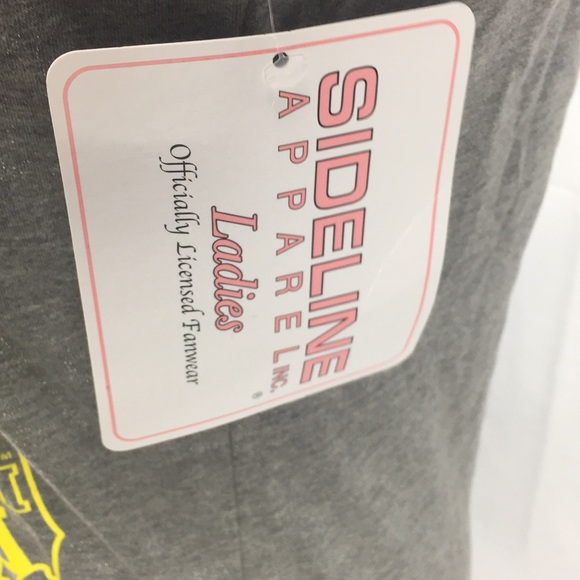 SIDELINE
APPAREL INC.®
Ladies
Officially Licensed Fanwear